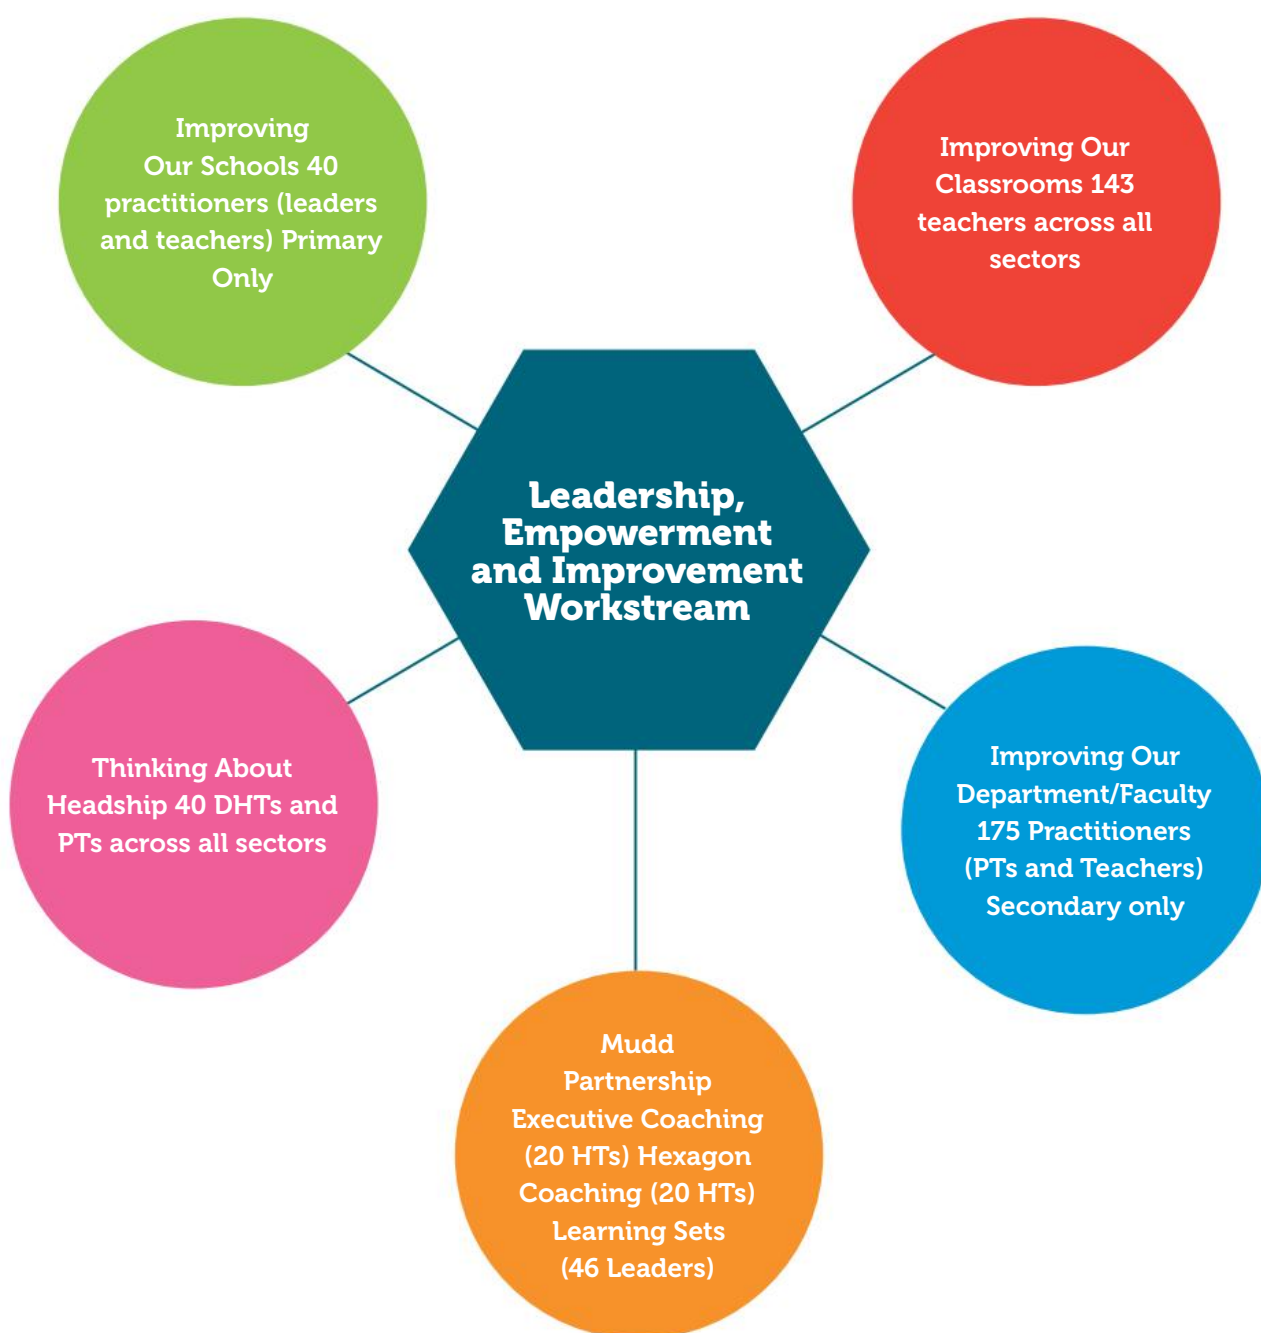 Improving
Our Schools 40
practitioners (leaders
and teachers) Primary
Only
Improving Our
Classrooms 143
teachers across all
sectors
Leadership,
Empowerment
and Improvement
Workstream
Thinking About
Headship 40 DHTs and
PTs across all sectors
Improving Our
Department/Faculty
175 Practitioners
(PTs and Teachers)
Secondary only
Mudd
Partnership
Executive Coaching
(20 HTs) Hexagon
Coaching (20 HTs)
Learning Sets
(46 Leaders)